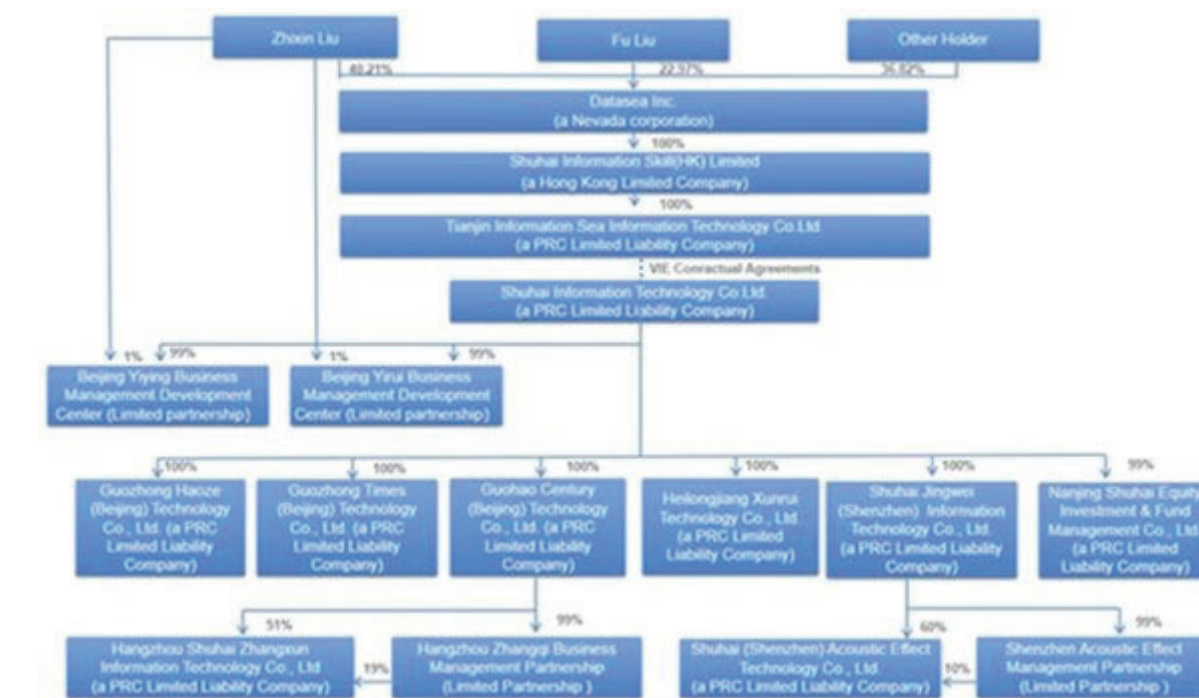 Zhixin Liu
Fu Liu
Other Holder
40.21%
22.97%
36.82%
Datasea Inc.
(a Nevada corporation)
100%
Shuhai Information Skill(HK) Limited
(a Hong Kong Limited Company)
100%
Tianjin Information Sea Information Technology Co.Ltd
(a PRC Limited Liability Company)
VIE Conractual Agreements
Shuhai Information Technology Co.Ltd.
(a PRC Limited Liability Company)
1%
99%
1%
99%
Beijing Yiying Business
Management Development
Center (Limited partnership)
Beijing Yirui Business
Management Development
Center (Limited partnership)
100%
100%
100%
100%
100%
99%
Guozhong Haoze
(Beijing) Technology
Co., Ltd. (a PRC
Limited Liability
Company)
Guozhong Times
(Beijing) Technology
Co., Ltd. (a PRC
Limited Liability
Company)
Guohao Century
(Beijing) Technology
Co., Ltd. (a PRC
Limited Liability
Company)
Heilongjiang Xunrui
Technology Co., Ltd.
(a PRC Limited
Liability Company)
Shuhai Jingwei
(Shenzhen) Information
Technology Co., Ltd.
(a PRC Limited Liability
Company)
Nanjing Shuhai Equity
Investment & Fund
Management Co., Ltd
(a PRC Limited
Liability Company)
51%
99%
60%
99%
Hangzhou Shuhai Zhangxun
Information Technology Co., Ltd
(a PRC Limited Liability Company)
19%
Hangzhou Zhangqi Business
Management Partnership
(Limited Partnership )
Shuhai (Shenzhen) Acoustic Effect
Technology Co., Ltd.
(a PRC Limited Liability Company)
10%
Shenzhen Acoustic Effect
Management Partnership
(Limited Partnership )